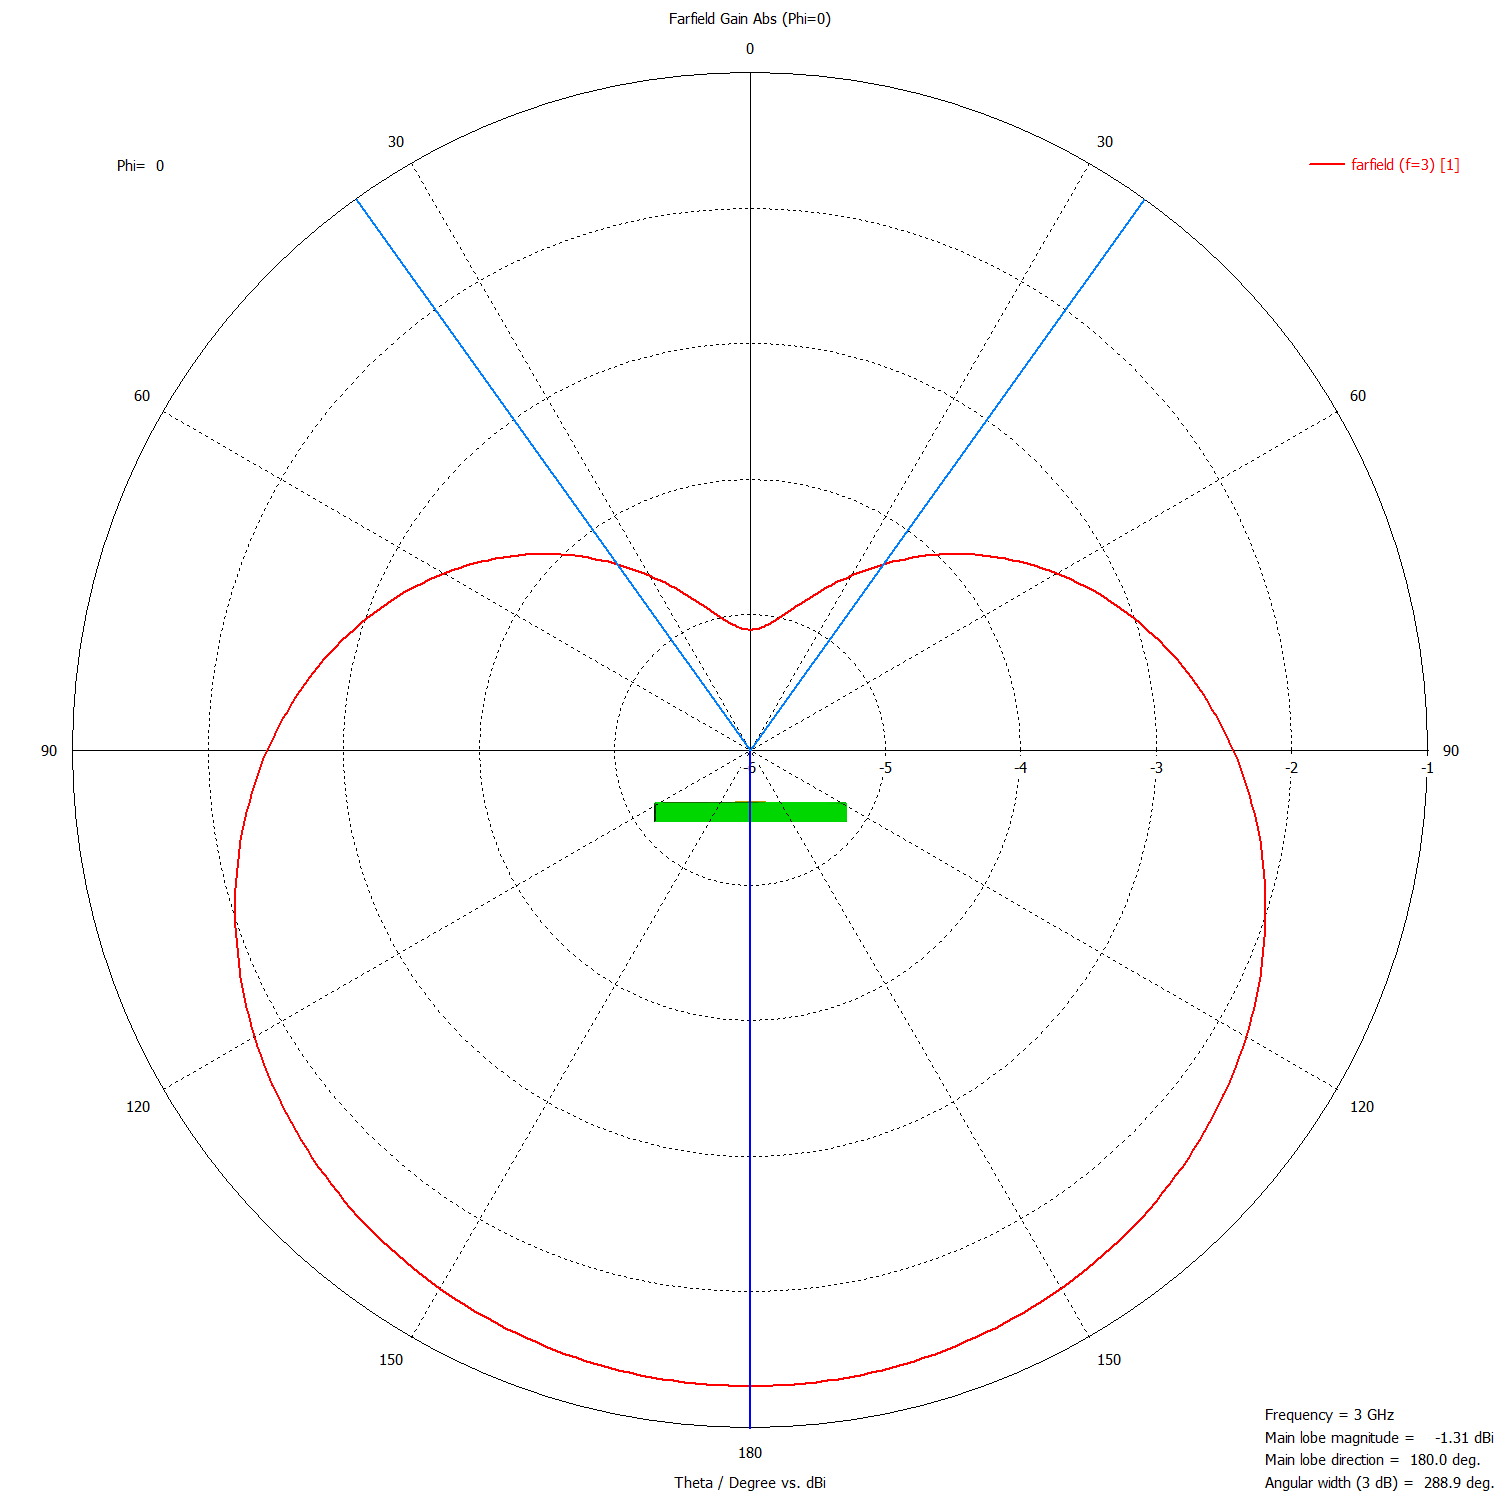 Farfield Gain Abs (Phi=0)
0
30
30
Phi=  0
farfield (f=3) [1]
60
60
90
90
-6
-5
-4
-3
-2
-1
120
120
150
150
180
Theta / Degree vs. dBi
Frequency = 3 GHz
Main lobe magnitude =    -1.31 dBi
Main lobe direction =  180.0 deg.
Angular width (3 dB) =  288.9 deg.